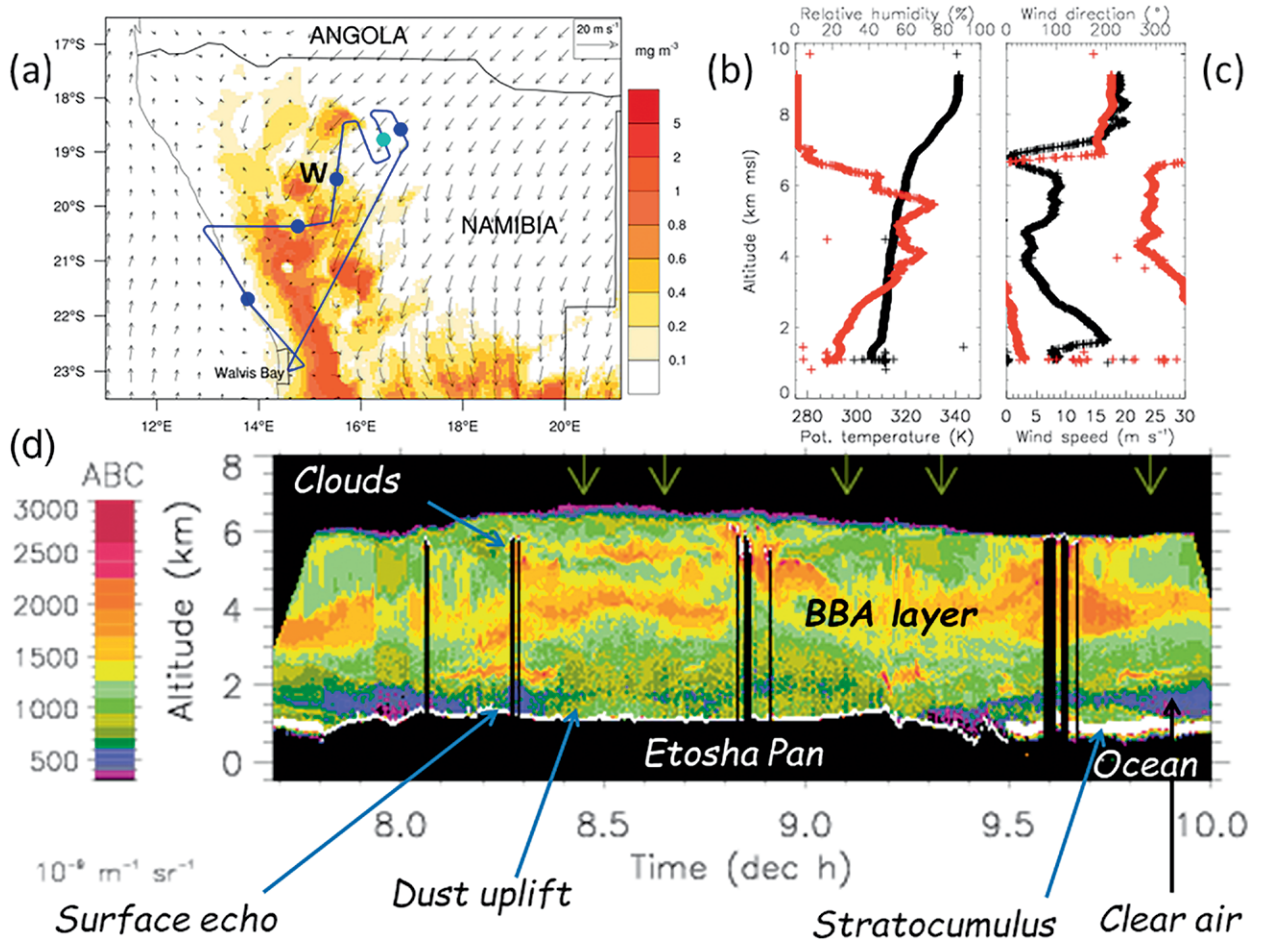 (a)
17°S
18°S
19°S
20°S
21°S
22°S
23°S
12°E
14°E
16°E
18°E
20°E
ANGOLA
NAMIBIA
W
Walvis Bay
20 m s⁻¹
mg m⁻³
5
2
1
0.8
0.6
0.4
0.2
0.1
(b)
Relative humidity (%)
0 20 40 60 80 100
Altitude (km msl)
10
8
6
4
2
0
280 300 320 340
Pot. temperature (K)
(c)
Wind direction
0 100 200 300 °
0 5 10 15 20 25 30
Wind speed (m s⁻¹)
(d)
ABC
3000
2500
2000
1500
1000
500
10⁻⁹ m⁻¹ sr⁻¹
Altitude (km)
8
6
4
2
0
Clouds
BBA layer
Etosha Pan
Ocean
8.0 8.5 9.0 9.5 10.0
Time (dec h)
Surface echo
Dust uplift
Stratocumulus
Clear air